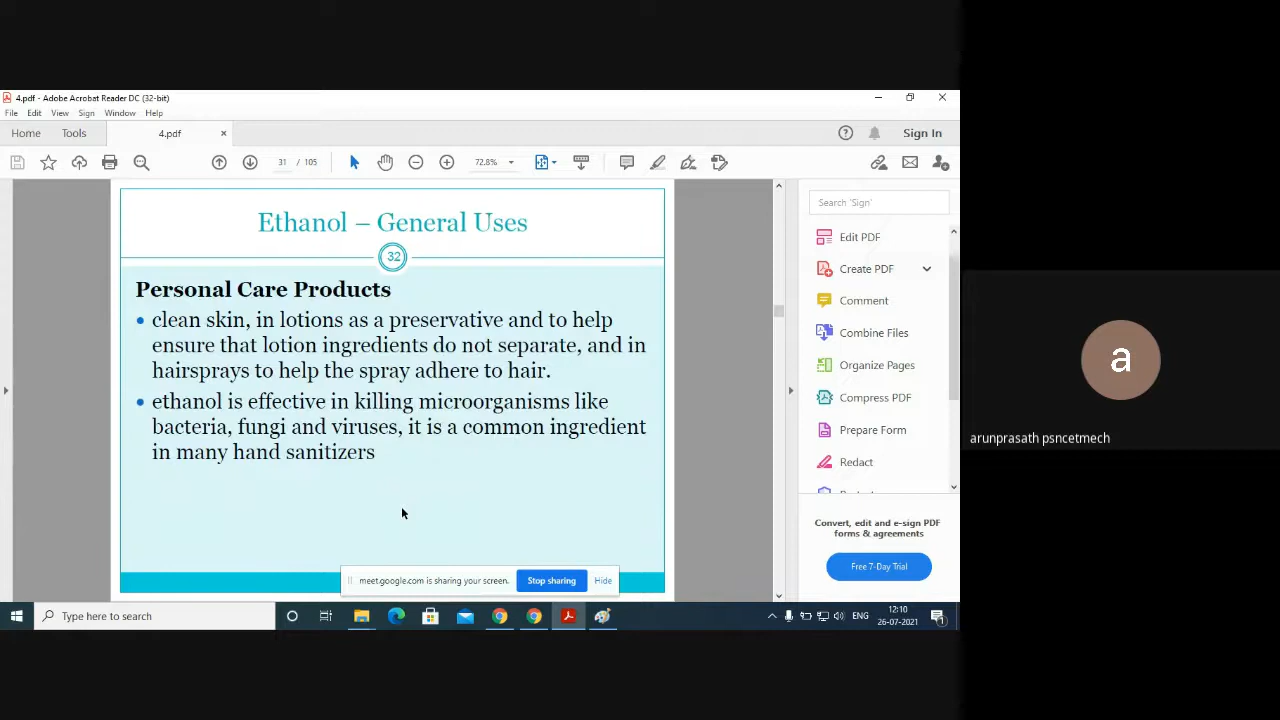 4.pdf - Adobe Acrobat Reader DC (32-bit)
File Edit View Sign Window Help
Home Tools 4.pdf × Sign In
31 / 105 72.8%
Search 'Sign'
Ethanol – General Uses
32
Personal Care Products
• clean skin, in lotions as a preservative and to help
ensure that lotion ingredients do not separate, and in
hairsprays to help the spray adhere to hair.
• ethanol is effective in killing microorganisms like
bacteria, fungi and viruses, it is a common ingredient
in many hand sanitizers
Edit PDF
Create PDF
Comment
Combine Files
Organize Pages
Compress PDF
Prepare Form
Redact
Convert, edit and e-sign PDF
forms & agreements
Free 7-Day Trial
meet.google.com is sharing your screen. Stop sharing Hide
Type here to search
ENG
12:10
26-07-2021
1
a
arunprasath psncetmech